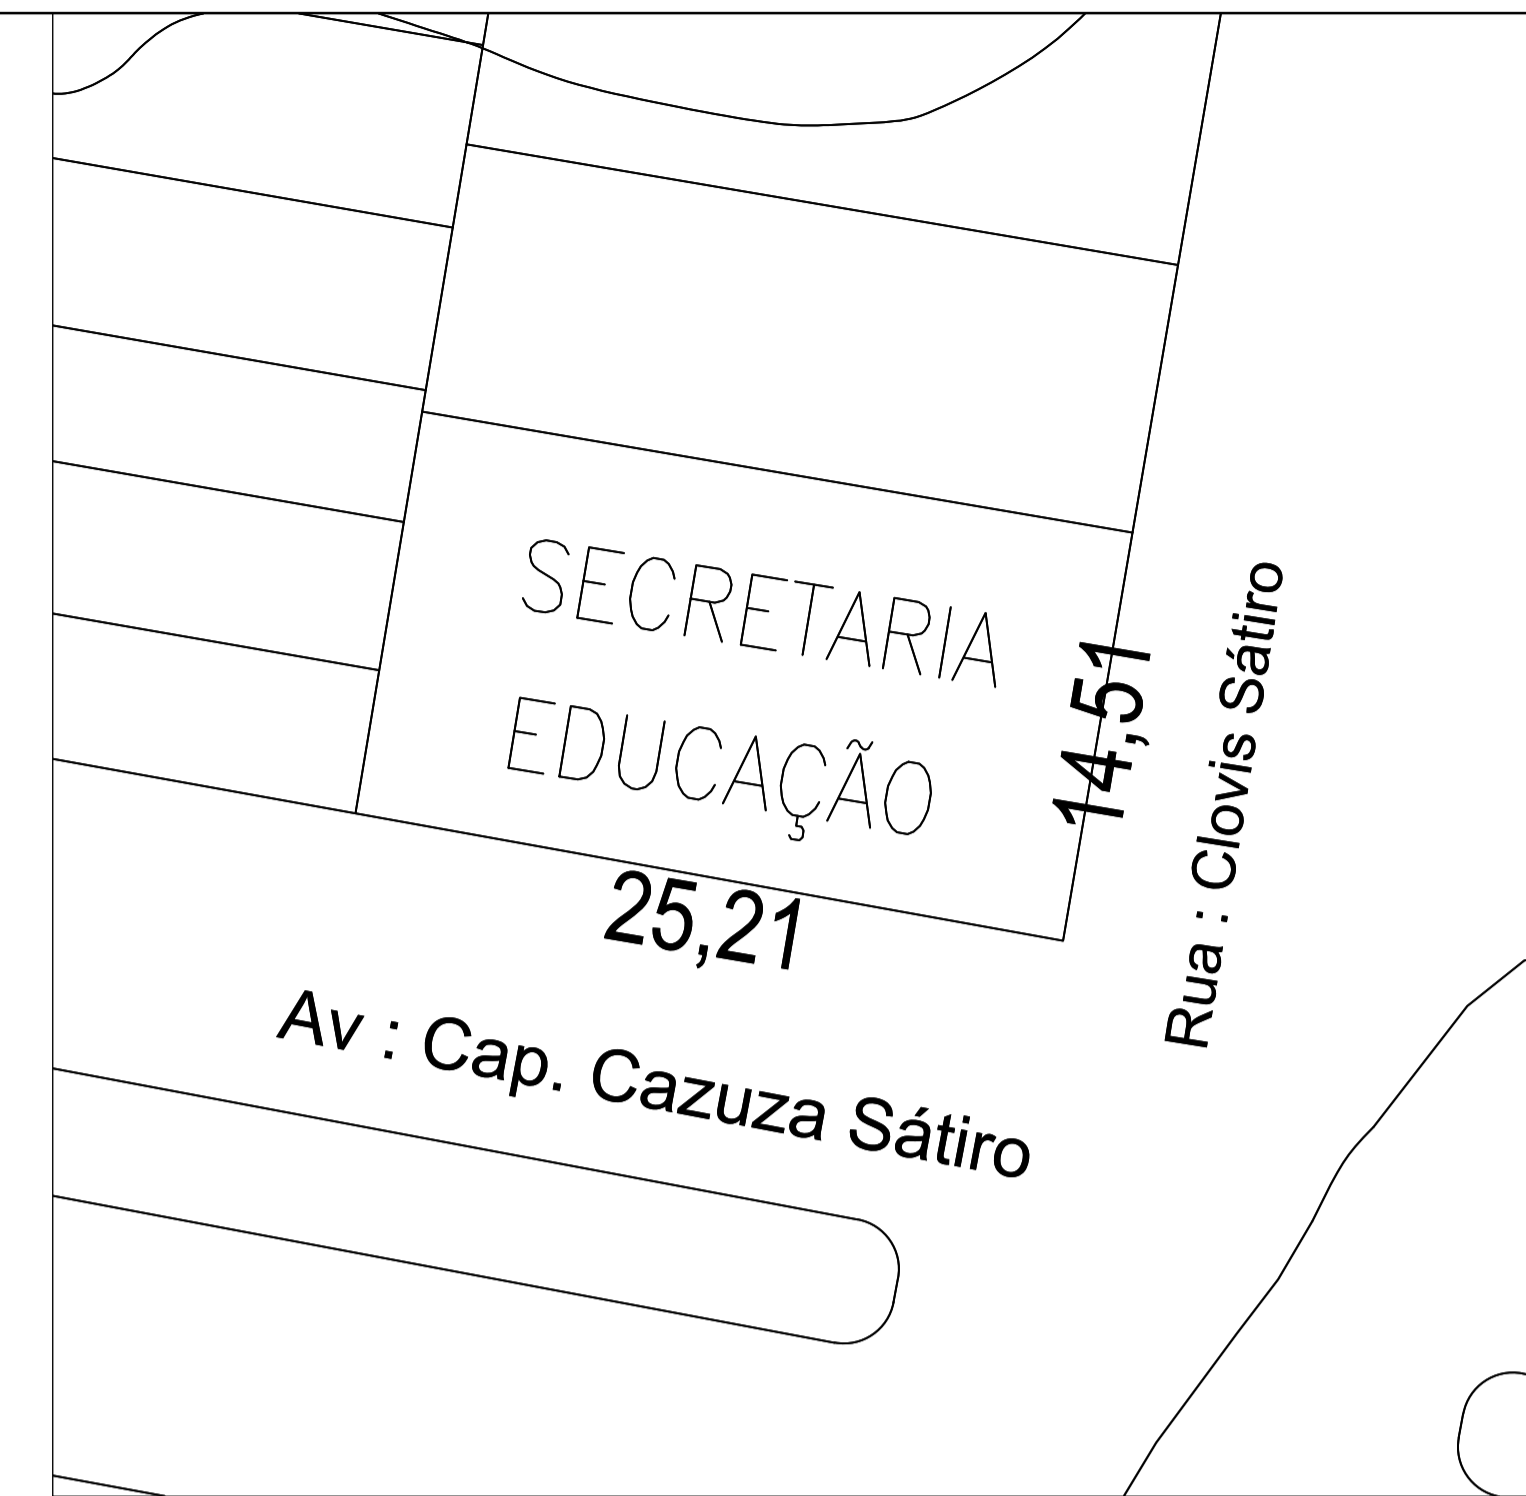 SECRETARIA
EDUCAÇÃO
14,51
25,21
Rua : Clovis Sátiro
Av : Cap. Cazuza Sátiro